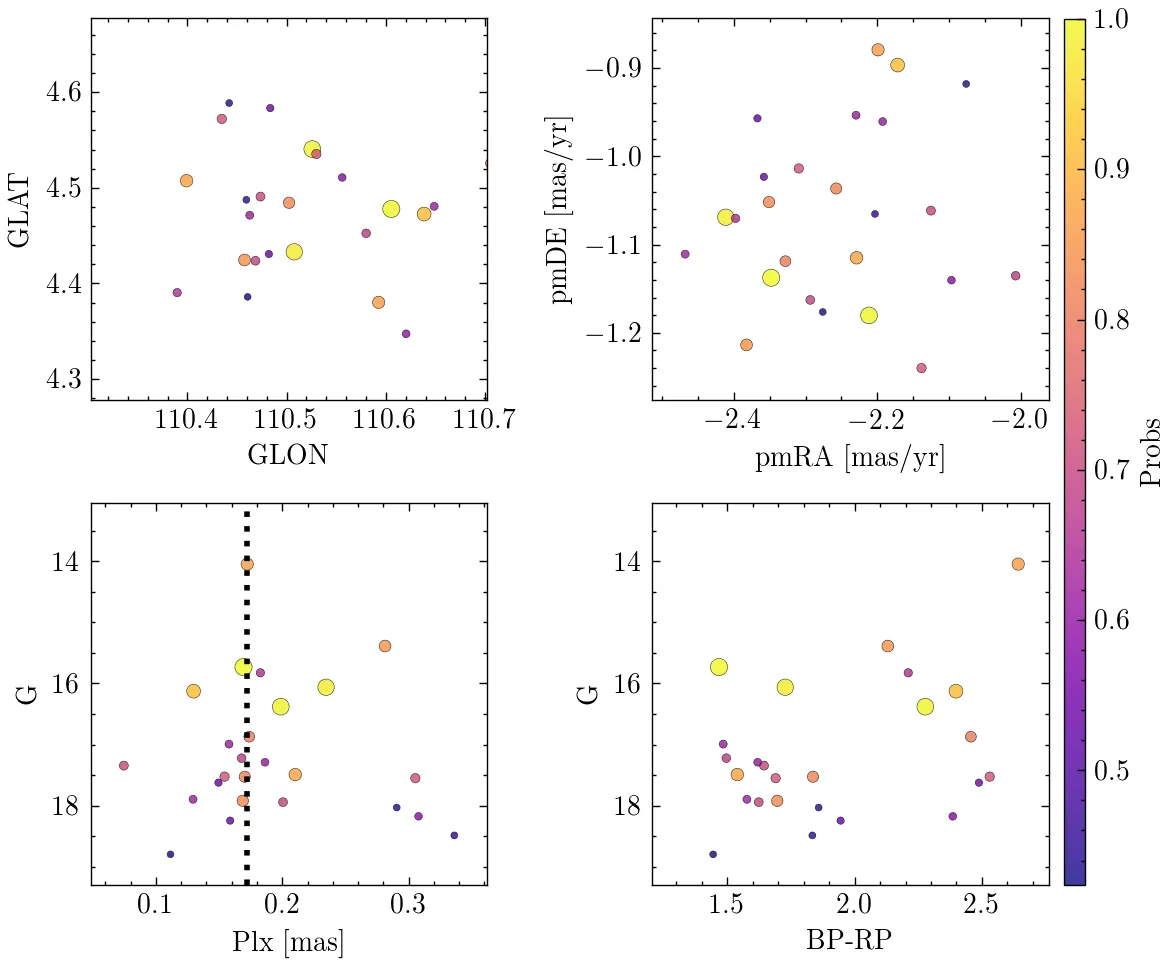 4.6
4.5
4.4
4.3
GLAT
110.4 110.5 110.6 110.7
GLON
−0.9
−1.0
−1.1
−1.2
pmDE [mas/yr]
−2.4 −2.2 −2.0
pmRA [mas/yr]
1.0
0.9
0.8
0.7
0.6
0.5
Probs
14
16
18
G
0.1 0.2 0.3
Plx [mas]
14
16
18
G
1.5 2.0 2.5
BP-RP